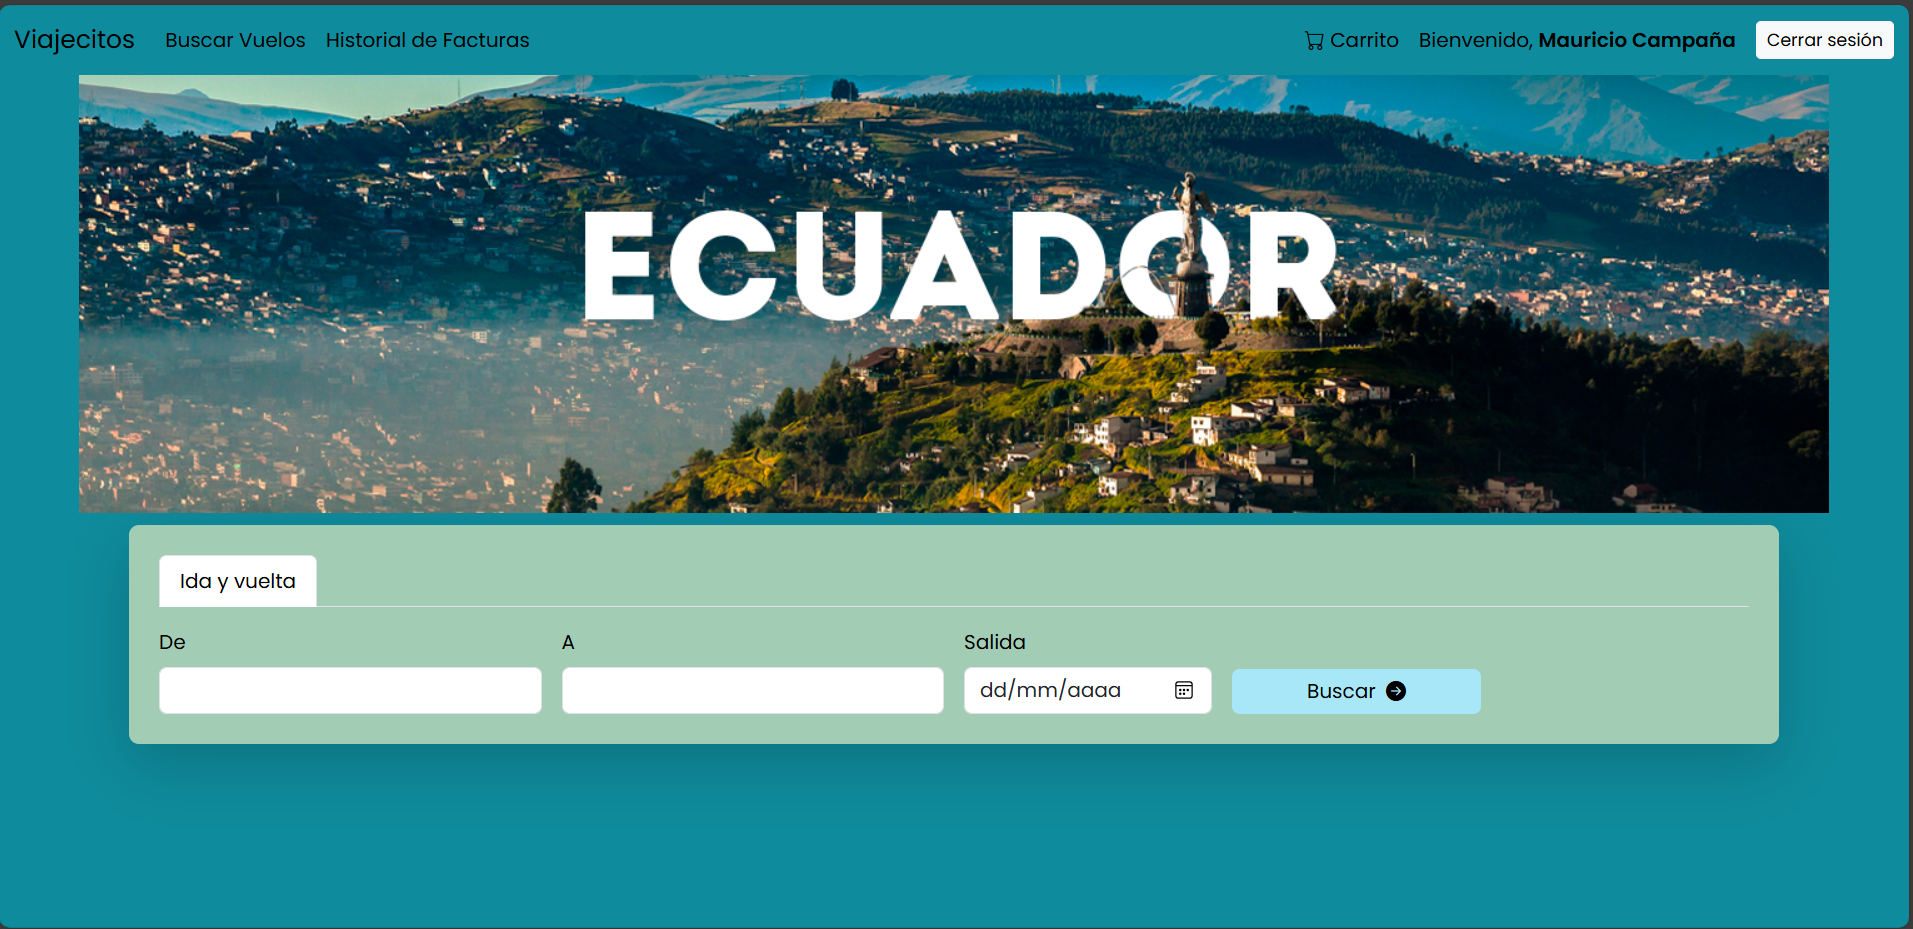 Viajecitos Buscar Vuelos Historial de Facturas Carrito Bienvenido, Mauricio Campaña Cerrar sesión
ECUADOR
Ida y vuelta
De A Salida
dd/mm/aaaa Buscar